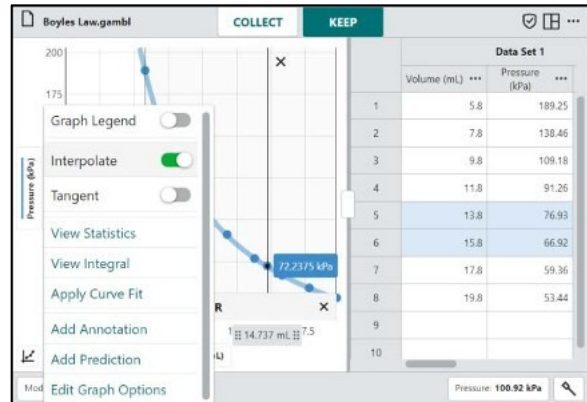 Boyles Law.gambl
COLLECT
KEEP
200
175
Pressure (kPa)
Graph Legend
Interpolate
Tangent
View Statistics
View Integral
Apply Curve Fit
Add Annotation
Add Prediction
Edit Graph Options
72.2375 kPa
R
14.737 mL
7.5
Data Set 1
Volume (mL) Pressure (kPa)
1 5.8 189.25
2 7.8 138.46
3 9.8 109.18
4 11.8 91.26
5 13.8 76.93
6 15.8 66.92
7 17.8 59.36
8 19.8 53.44
9
10
Mod
Pressure: 100.92 kPa